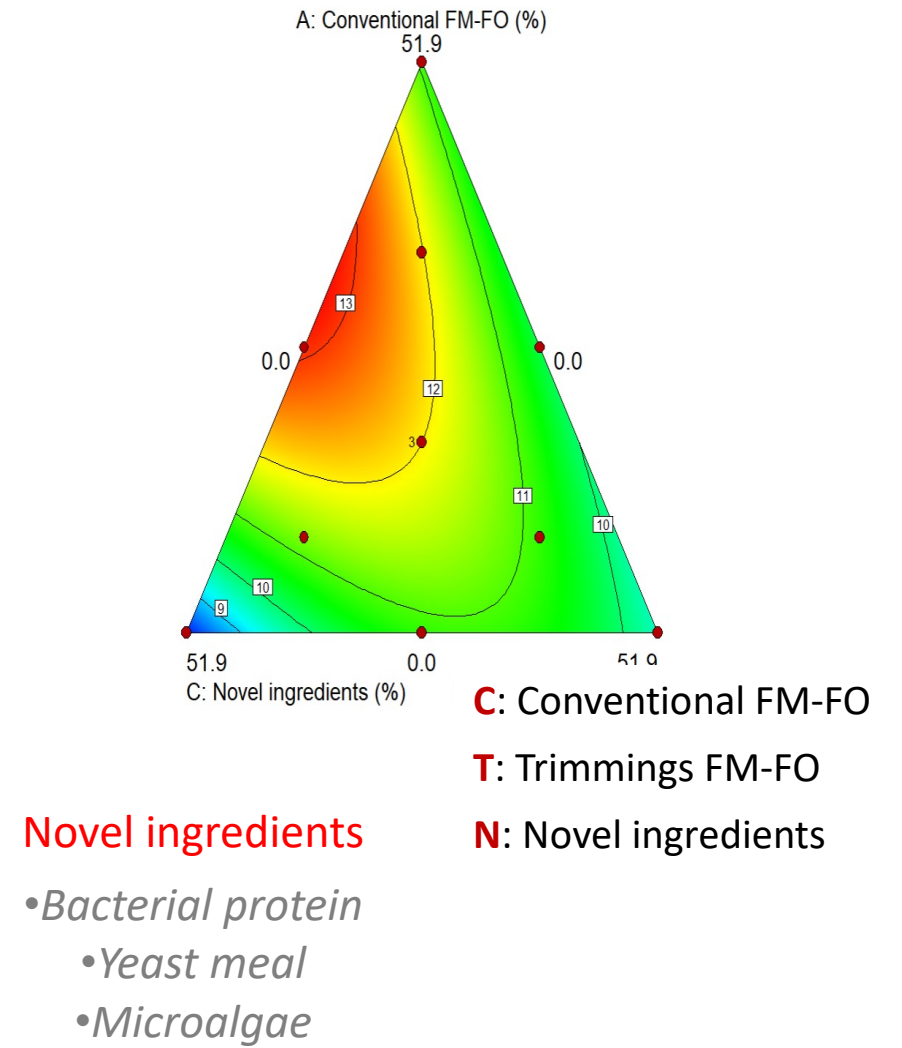 A: Conventional FM-FO (%)
51.9
13
0.0
0.0
12
3
11
10
10
9
51.9
0.0
51.9
C: Novel ingredients (%)
C: Conventional FM-FO
T: Trimmings FM-FO
N: Novel ingredients
Novel ingredients
•Bacterial protein
•Yeast meal
•Microalgae